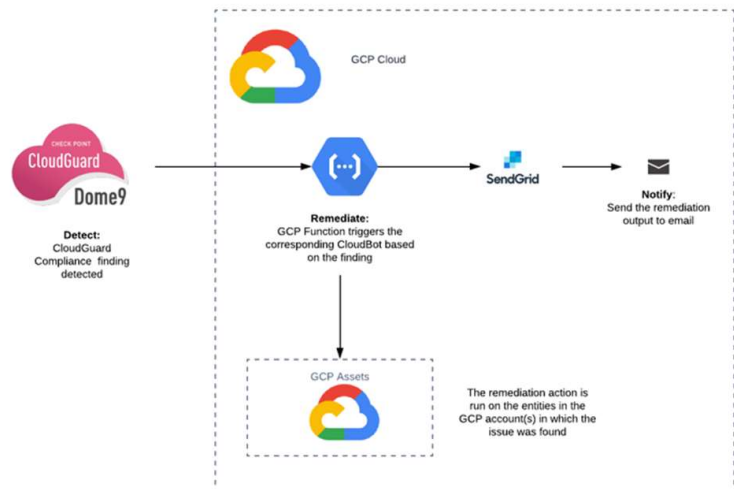 GCP Cloud
CHECK POINT
CloudGuard
Dome9
Detect:
CloudGuard
Compliance finding
detected
Remediate:
GCP Function triggers the
corresponding CloudBot based
on the finding
SendGrid
Notify:
Send the remediation
output to email
GCP Assets
The remediation action is
run on the entities in the
GCP account(s) in which the
issue was found